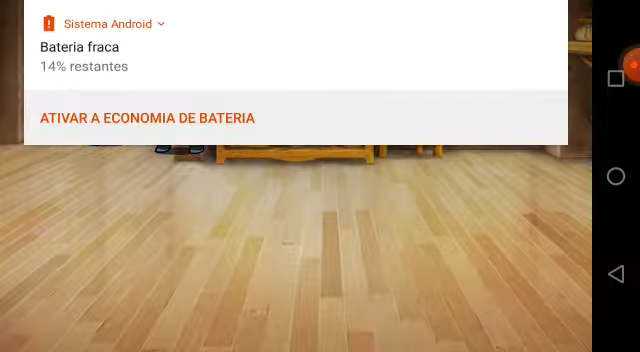 Sistema Android
Bateria fraca
14% restantes
ATIVAR A ECONOMIA DE BATERIA